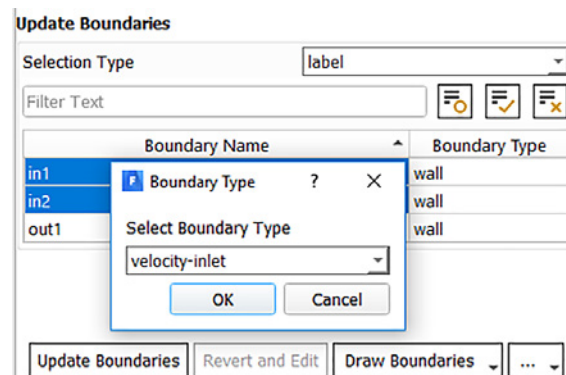 Update Boundaries
Selection Type label
Filter Text
Boundary Name Boundary Type
in1 wall
in2 wall
out1 wall
F Boundary Type ? X
Select Boundary Type
velocity-inlet
OK Cancel
Update Boundaries Revert and Edit Draw Boundaries ...